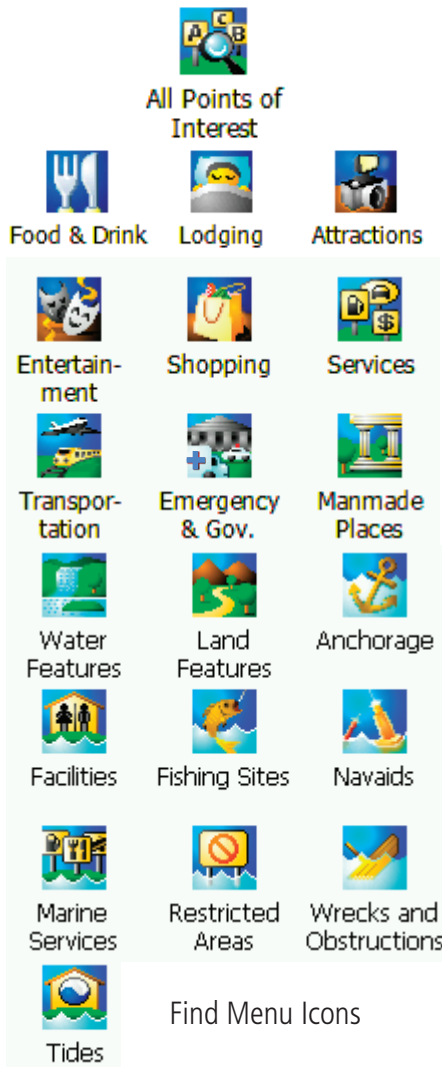 A C B
All Points of
Interest
Food & Drink Lodging Attractions
$
Entertain-
ment
Shopping Services
Transpor-
tation
Emergency
& Gov.
Manmade
Places
Water
Features
Land
Features
Anchorage
Facilities Fishing Sites Navaids
Marine
Services
Restricted
Areas
Wrecks and
Obstructions
Tides
Find Menu Icons